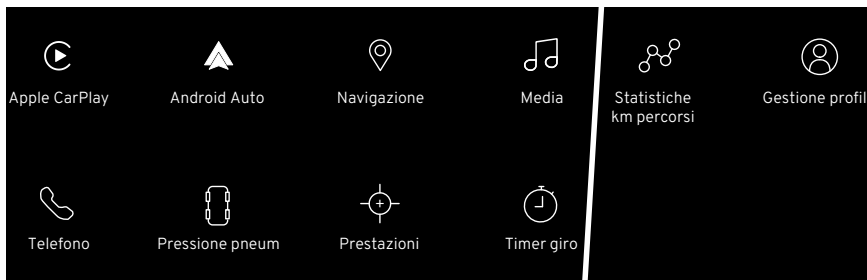 Apple CarPlay
Android Auto
Navigazione
Media
Statistiche
km percorsi
Gestione profil
Telefono
Pressione pneum
Prestazioni
Timer giro